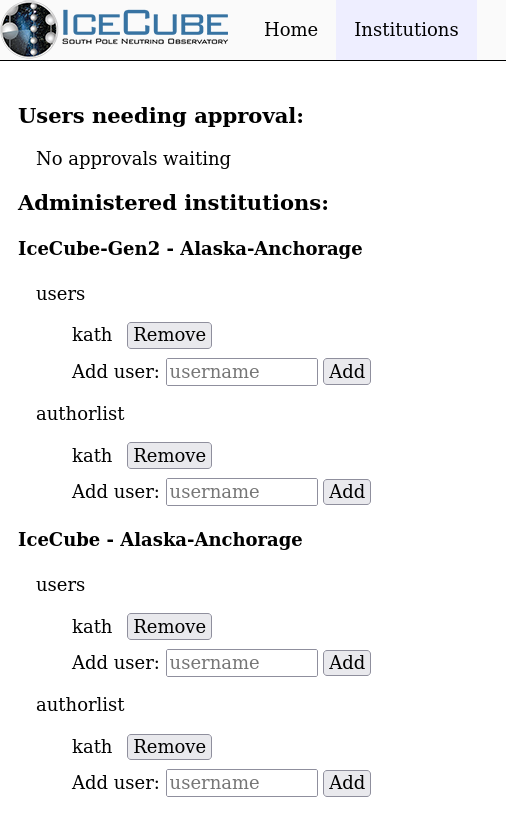 ICECUBE
SOUTH POLE NEUTRINO OBSERVATORY
Home
Institutions
Users needing approval:
No approvals waiting
Administered institutions:
IceCube-Gen2 - Alaska-Anchorage
users
kath Remove
Add user: username Add
authorlist
kath Remove
Add user: username Add
IceCube - Alaska-Anchorage
users
kath Remove
Add user: username Add
authorlist
kath Remove
Add user: username Add